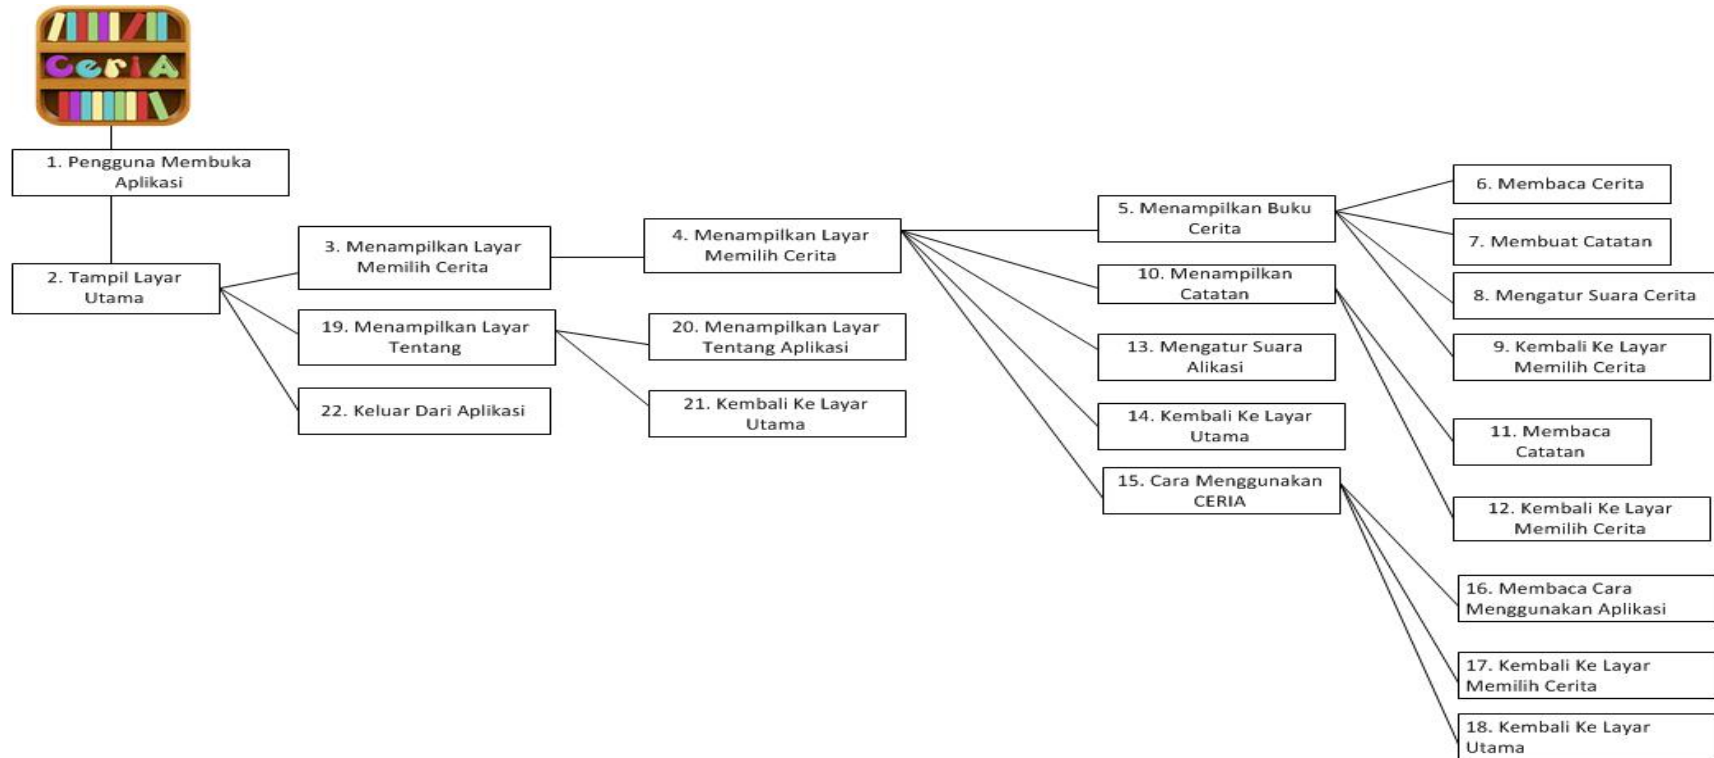 CeriA
1. Pengguna Membuka
Aplikasi
2. Tampil Layar
Utama
3. Menampilkan Layar
Memilih Cerita
4. Menampilkan Layar
Memilih Cerita
5. Menampilkan Buku
Cerita
6. Membaca Cerita
7. Membuat Catatan
8. Mengatur Suara Cerita
9. Kembali Ke Layar
Memilih Cerita
10. Menampilkan
Catatan
11. Membaca
Catatan
12. Kembali Ke Layar
Memilih Cerita
13. Mengatur Suara
Alikasi
14. Kembali Ke Layar
Utama
15. Cara Menggunakan
CERIA
16. Membaca Cara
Menggunakan Aplikasi
17. Kembali Ke Layar
Memilih Cerita
18. Kembali Ke Layar
Utama
19. Menampilkan Layar
Tentang
20. Menampilkan Layar
Tentang Aplikasi
21. Kembali Ke Layar
Utama
22. Keluar Dari Aplikasi